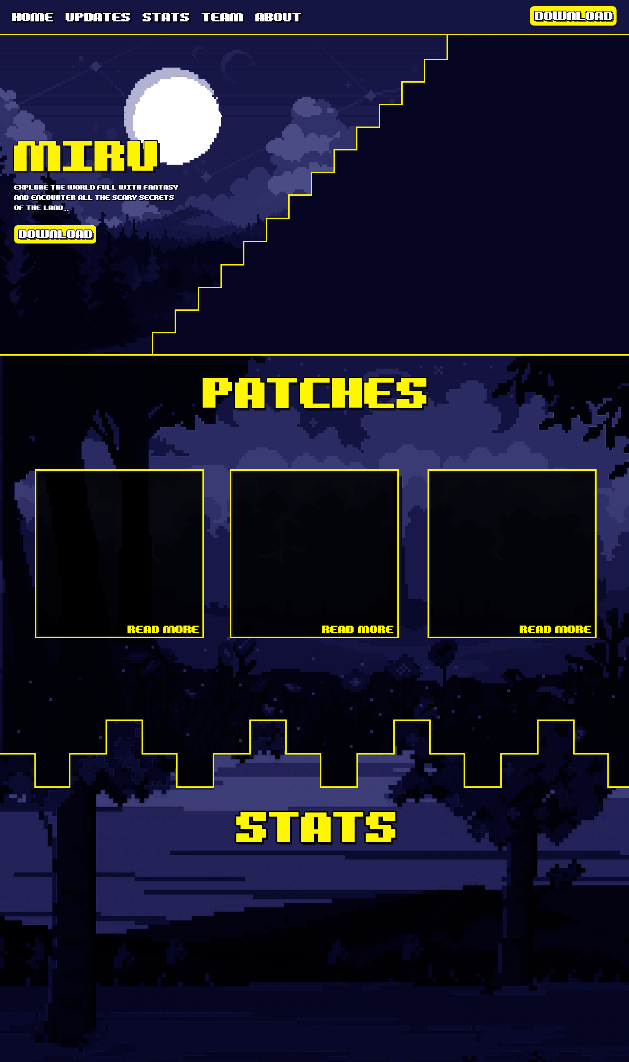 HOME UPDATES STATS TEAM ABOUT DOWNLOAD
MIRU
EXPLORE THE WORLD FULL WITH FANTASY
AND ENCOUNTER ALL THE SCARY SECRETS
OF THE LAND...
DOWNLOAD
PATCHES
READ MORE READ MORE READ MORE
STATS